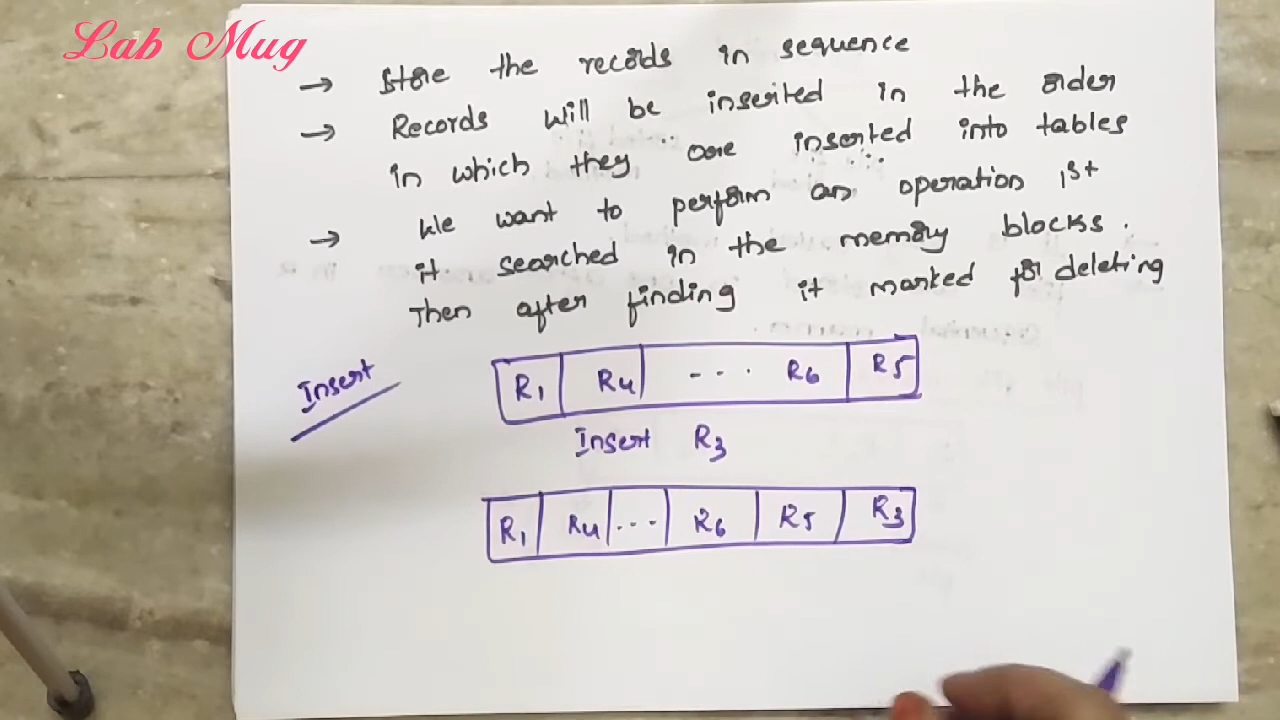 Lab Mug
→ Store the records in sequence
→ Records will be inserited in the order
in which they are inserted into tables
→ We want to perform an operation 1st
it searched in the memory blocks.
Then after finding it marked for deleting
Insert
R1 R4 --- R6 R5
Insert R3
R1 R4 --- R6 R5 R3